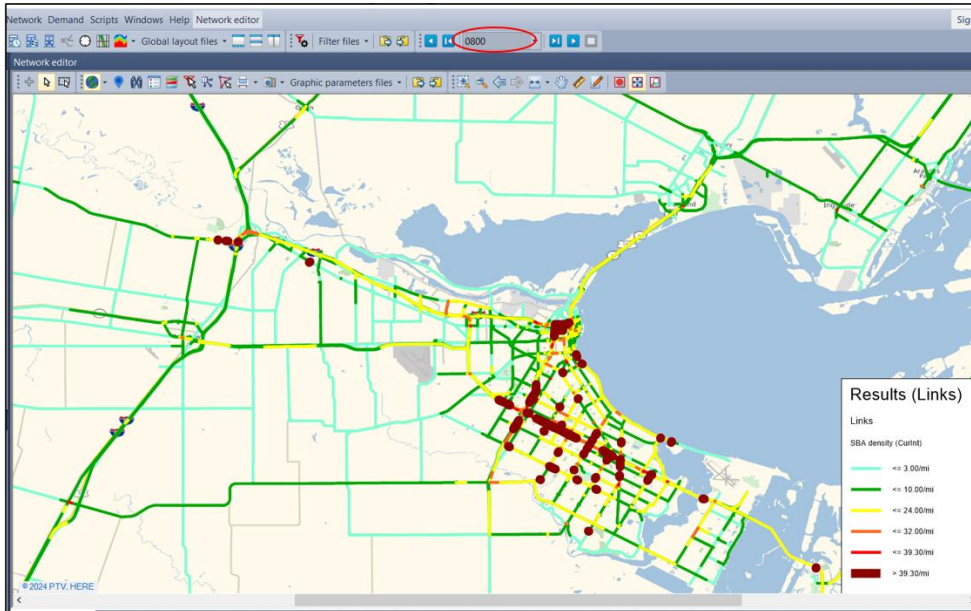 Network Demand Scripts Windows Help Network editor
Sig
Global layout files
Filter files
0800
Network editor
Graphic parameters files
Results (Links)
Links
SBA density (CurInt)
<= 3.00/mi
<= 10.00/mi
<= 24.00/mi
<= 32.00/mi
<= 39.30/mi
> 39.30/mi
© 2024 PTV, HERE